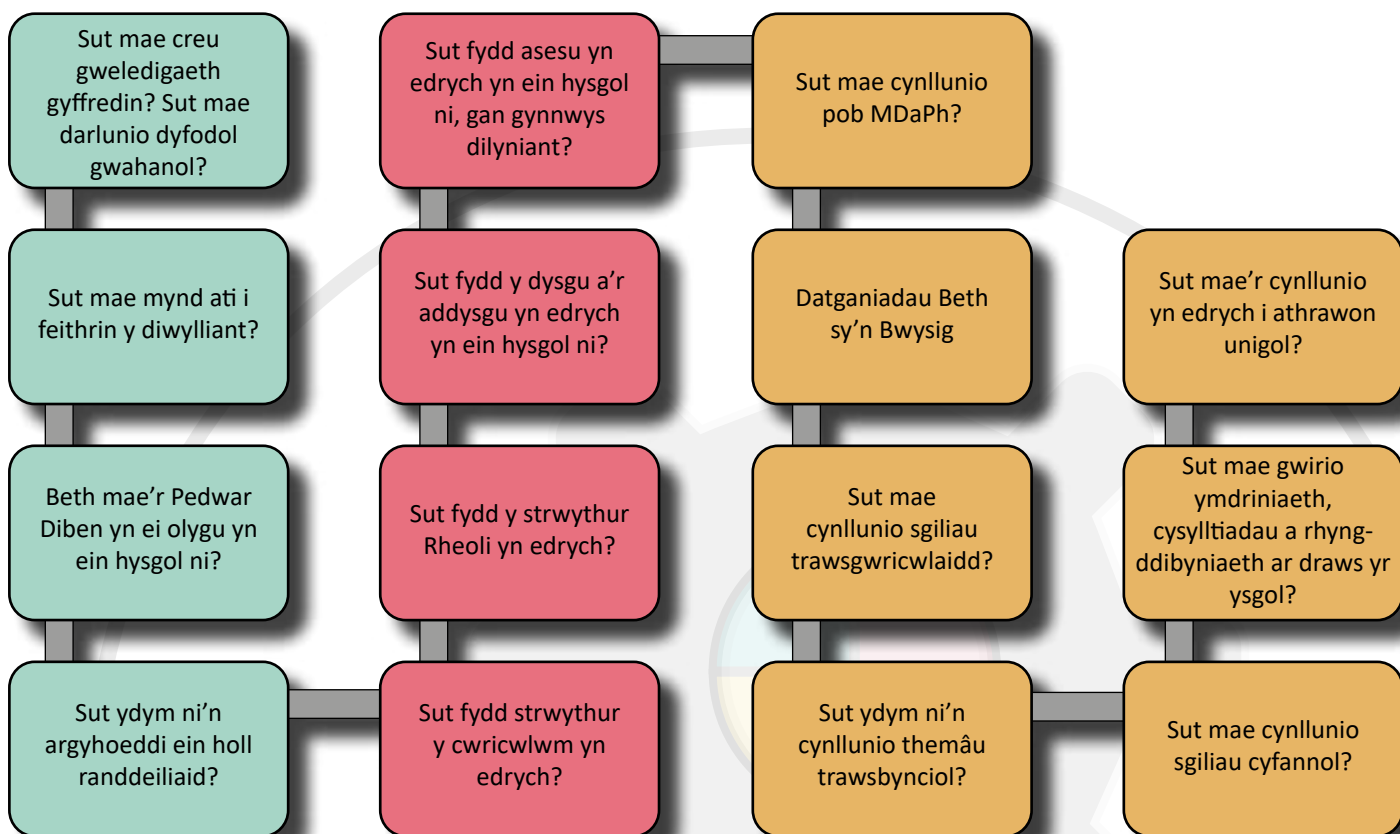 Sut mae creu
gweledigaeth
gyffredin? Sut mae
darlunio dyfodol
gwahanol?
Sut mae mynd ati i
feithrin y diwylliant?
Beth mae'r Pedwar
Diben yn ei olygu yn
ein hysgol ni?
Sut ydym ni'n
argyhoeddi ein holl
randdeiliaid?
Sut fydd strwythur
y cwricwlwm yn
edrych?
Sut fydd y strwythur
Rheoli yn edrych?
Sut fydd y dysgu a'r
addysgu yn edrych
yn ein hysgol ni?
Sut fydd asesu yn
edrych yn ein hysgol
ni, gan gynnwys
dilyniant?
Sut mae cynllunio
pob MDaPh?
Datganiadau Beth
sy'n Bwysig
Sut mae
cynllunio sgiliau
trawsgwricwlaidd?
Sut ydym ni'n
cynllunio themâu
trawsbynciol?
Sut mae cynllunio
sgiliau cyfannol?
Sut mae gwirio
ymdriniaeth,
cysylltiadau a rhyng-
ddibyniaeth ar draws yr
ysgol?
Sut mae'r cynllunio
yn edrych i athrawon
unigol?